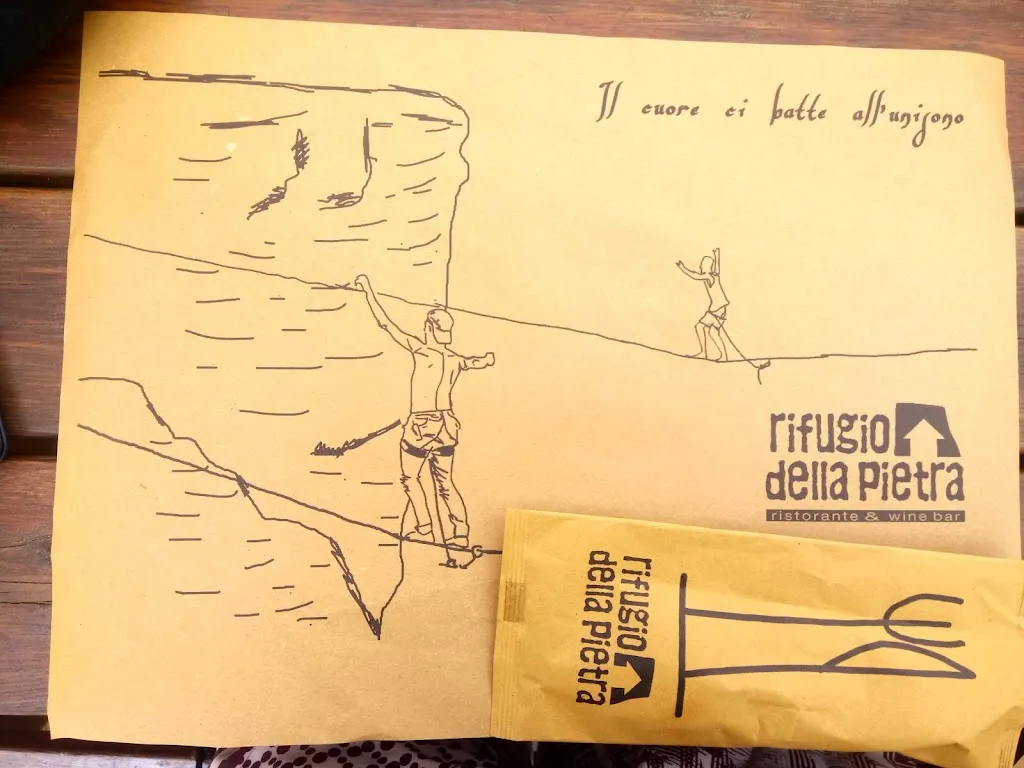 Il cuore ci batte all'unisono
rifugio
della pietra
ristorante & wine bar
rifugio
della pietra